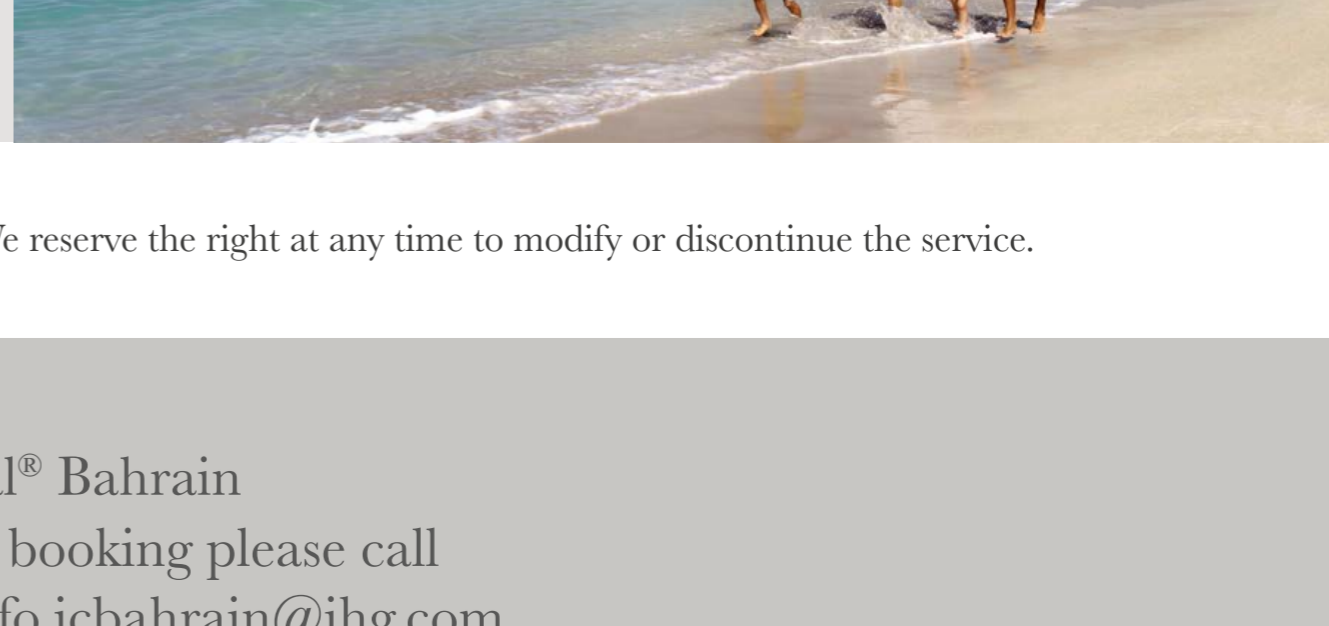 We reserve the right at any time to modify or discontinue the service.
l® Bahrain
booking please call
fo.icbahrain@ihg.com